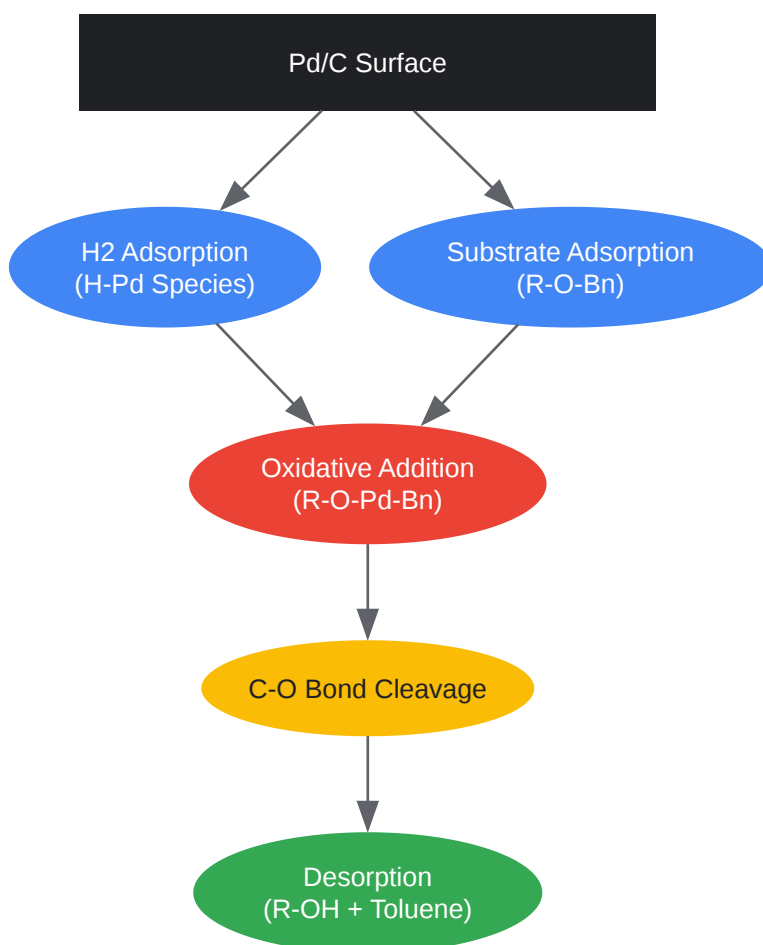 Pd/C Surface
H2 Adsorption
(H-Pd Species)
Substrate Adsorption
(R-O-Bn)
Oxidative Addition
(R-O-Pd-Bn)
C-O Bond Cleavage
Desorption
(R-OH + Toluene)